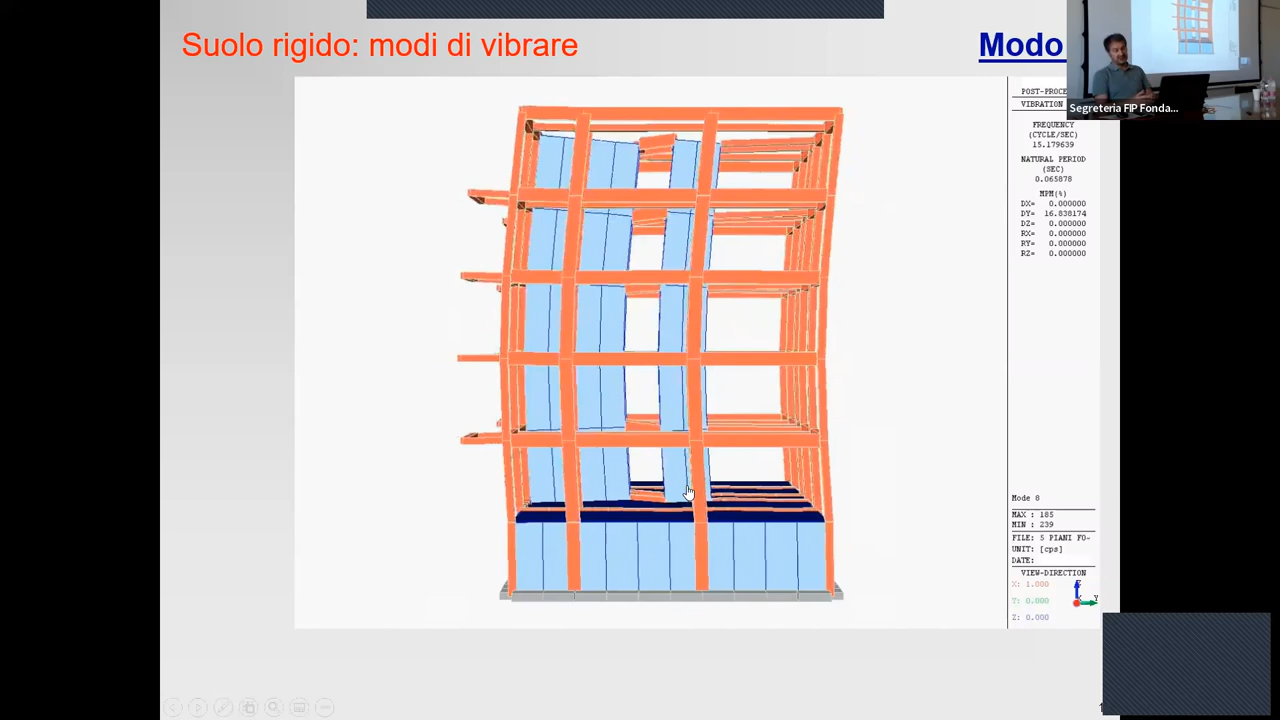 Suolo rigido: modi di vibrare
Modo
Segreteria FIP Fonda...
POST-PROCE
VIBRATION
FREQUENCY
(CYCLE/SEC)
15.179639
NATURAL PERIOD
(SEC)
0.065878
MPM(%)
DX= 0.000000
DY= 16.838174
DZ= 0.000000
RX= 0.000000
RY= 0.000000
RZ= 0.000000
Mode 8
MAX : 185
MIN : 239
FILE: 5 PIANI FO~
UNIT: [cps]
DATE:
VIEW-DIRECTION
X: 1.000
Y: 0.000
Z: 0.000
Z
Y